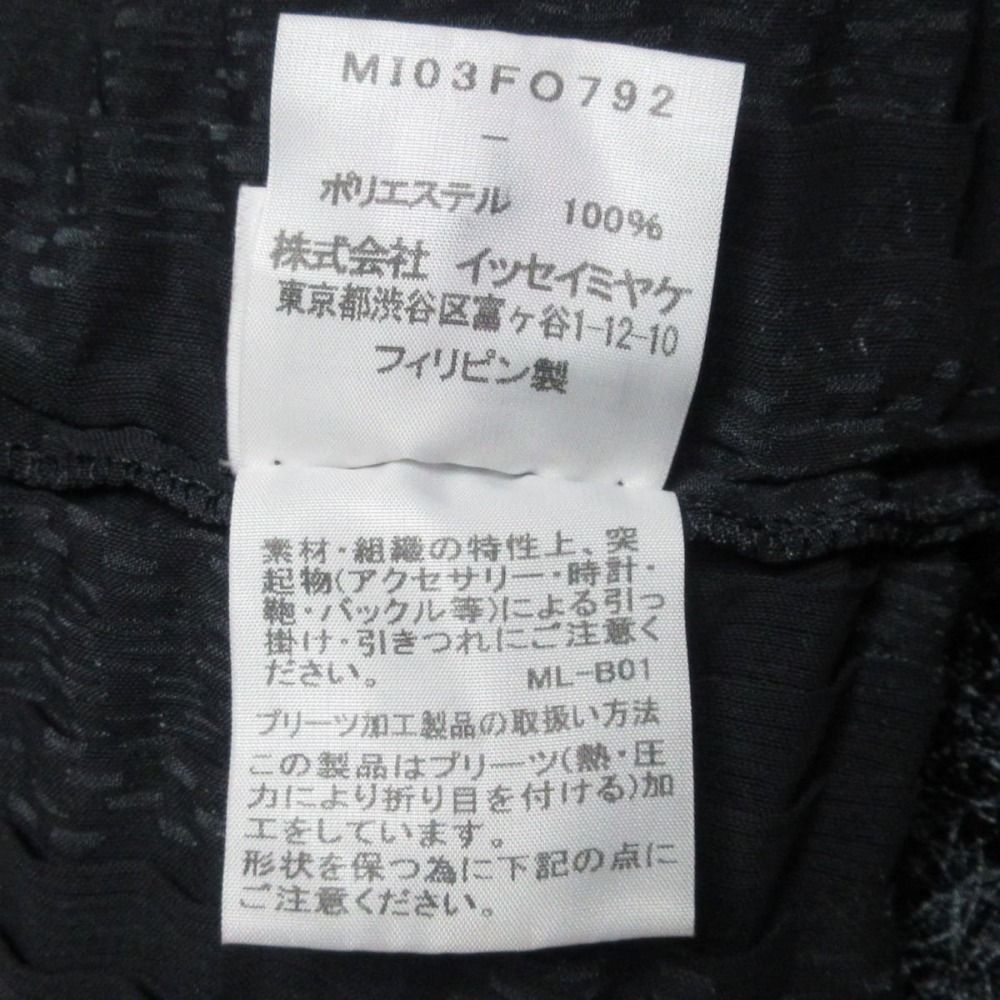 MI03FO792
—
ポリエステル 100%
株式会社 イッセイミヤケ
東京都渋谷区富ヶ谷1-12-10
フィリピン製
素材・組織の特性上、突
起物(アクセサリー・時計・
鞄・バックル等)による引っ
掛け・引きつれにご注意く
ださい。 ML-B01
プリーツ加工製品の取扱い方法
この製品はプリーツ(熱・圧
力により折り目を付ける)加
工をしています。
形状を保つ為に下記の点に
ご注意ください。